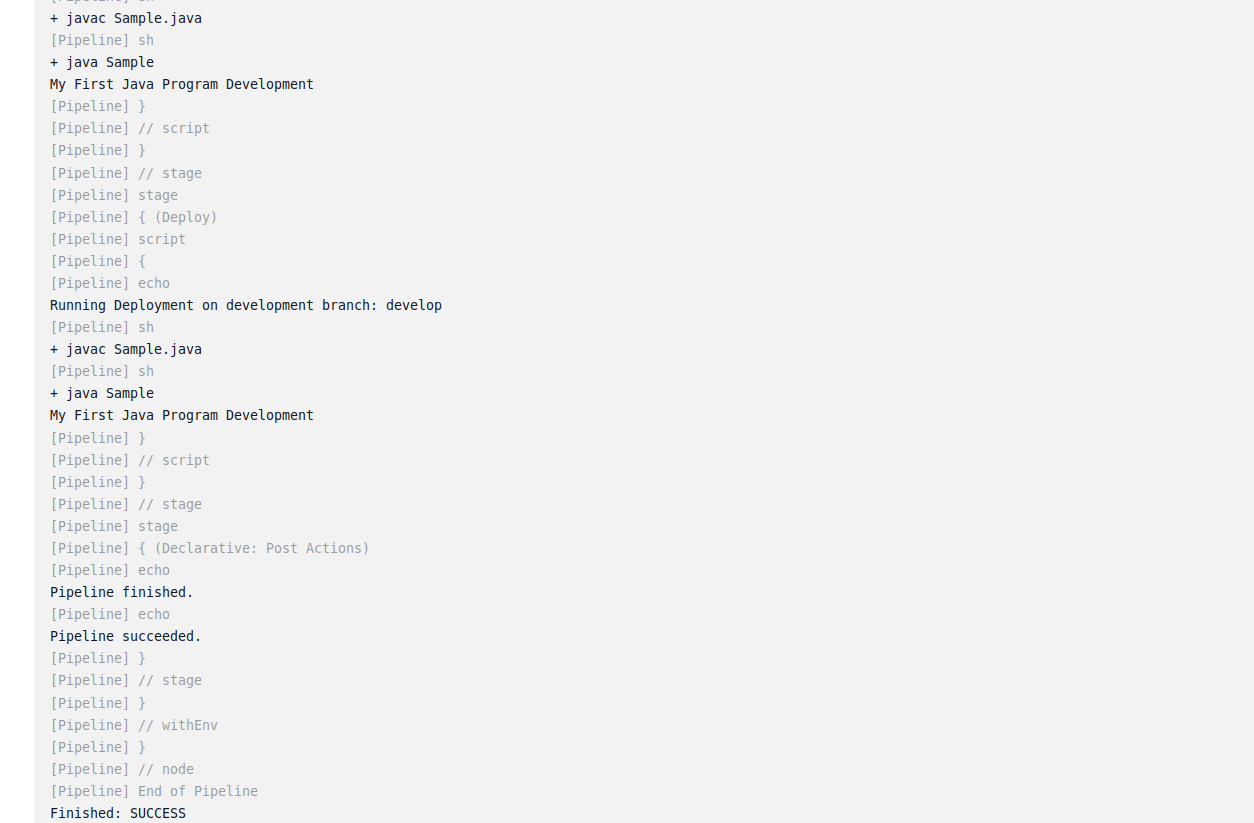 [Pipeline] sh
+ javac Sample.java
[Pipeline] sh
+ java Sample
My First Java Program Development
[Pipeline] }
[Pipeline] // script
[Pipeline] }
[Pipeline] // stage
[Pipeline] stage
[Pipeline] { (Deploy)
[Pipeline] script
[Pipeline] {
[Pipeline] echo
Running Deployment on development branch: develop
[Pipeline] sh
+ javac Sample.java
[Pipeline] sh
+ java Sample
My First Java Program Development
[Pipeline] }
[Pipeline] // script
[Pipeline] }
[Pipeline] // stage
[Pipeline] stage
[Pipeline] { (Declarative: Post Actions)
[Pipeline] echo
Pipeline finished.
[Pipeline] echo
Pipeline succeeded.
[Pipeline] }
[Pipeline] // stage
[Pipeline] }
[Pipeline] // withEnv
[Pipeline] }
[Pipeline] // node
[Pipeline] End of Pipeline
Finished: SUCCESS